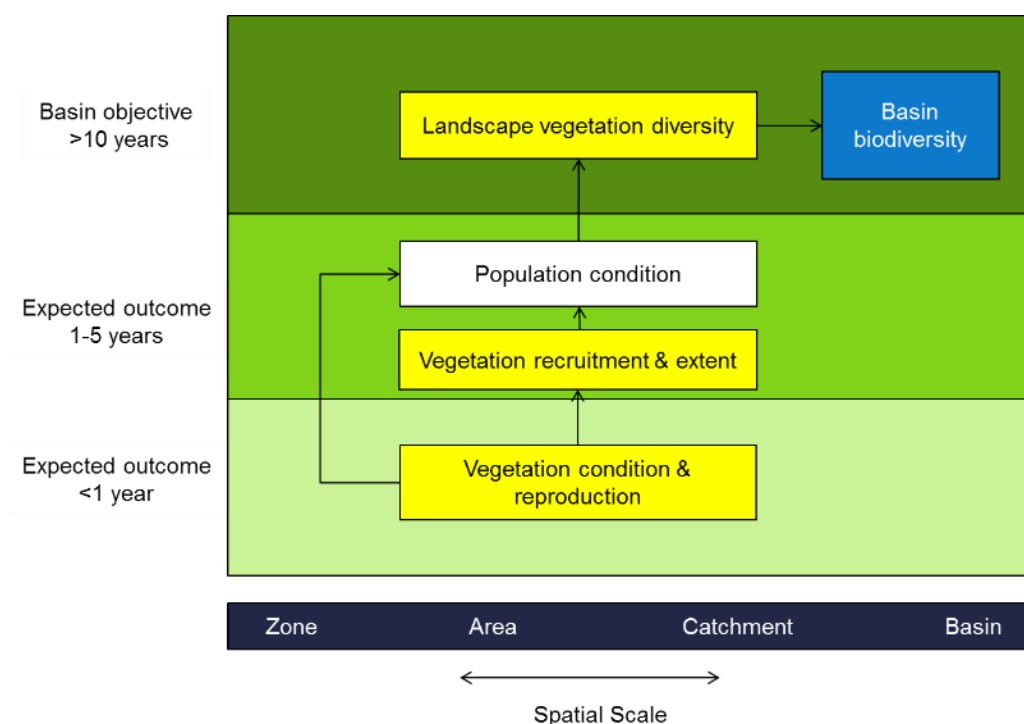 Basin objective
>10 years
Landscape vegetation diversity
Basin
biodiversity
Population condition
Expected outcome
1-5 years
Vegetation recruitment & extent
Expected outcome
<1 year
Vegetation condition &
reproduction
Zone
Area
Catchment
Basin
Spatial Scale